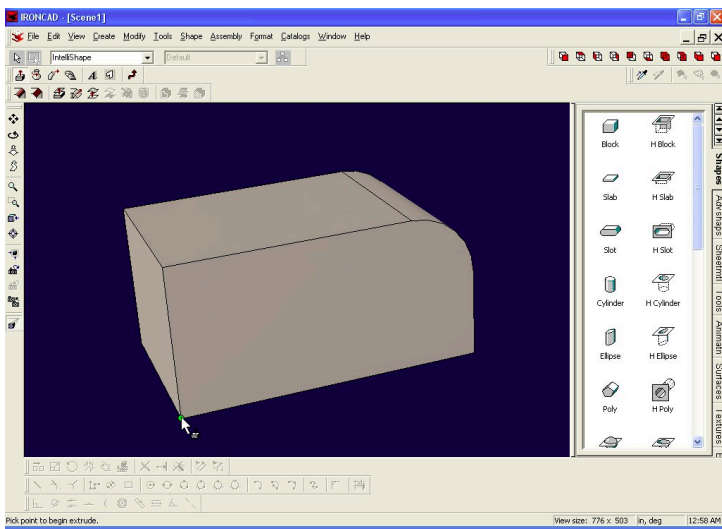 IRONCAD - [Scene1]
File Edit View Create Modify Tools Shape Assembly Format Catalogs Window Help
IntelliShape Default
Block H Block
Slab H Slab
Slot H Slot
Cylinder H Cylinder
Ellipse H Ellipse
Poly H Poly
Shapes
Advshaps
Sheetmtl
Tools
Animatn
Surfaces
Textures
Pick point to begin extrude. View size: 776 x 503 in, deg 12:58 AM